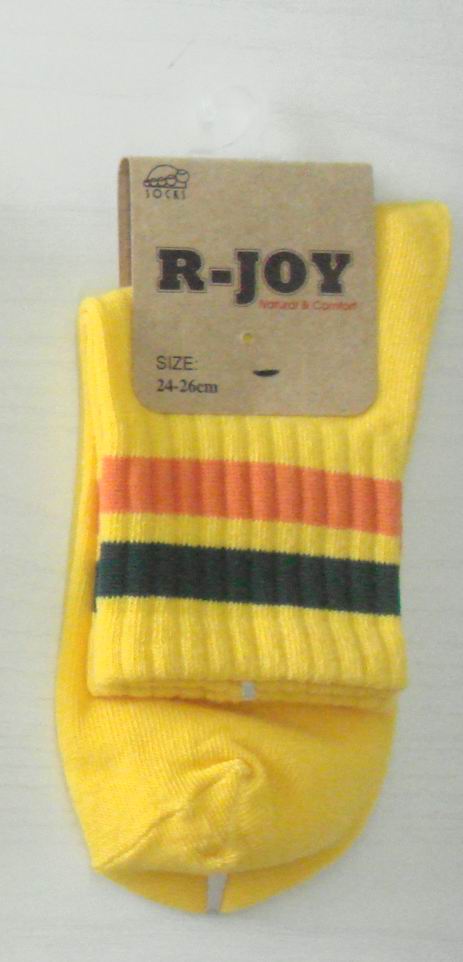 SOCKS
R-JOY
Natural & Comfort
SIZE:
24-26cm